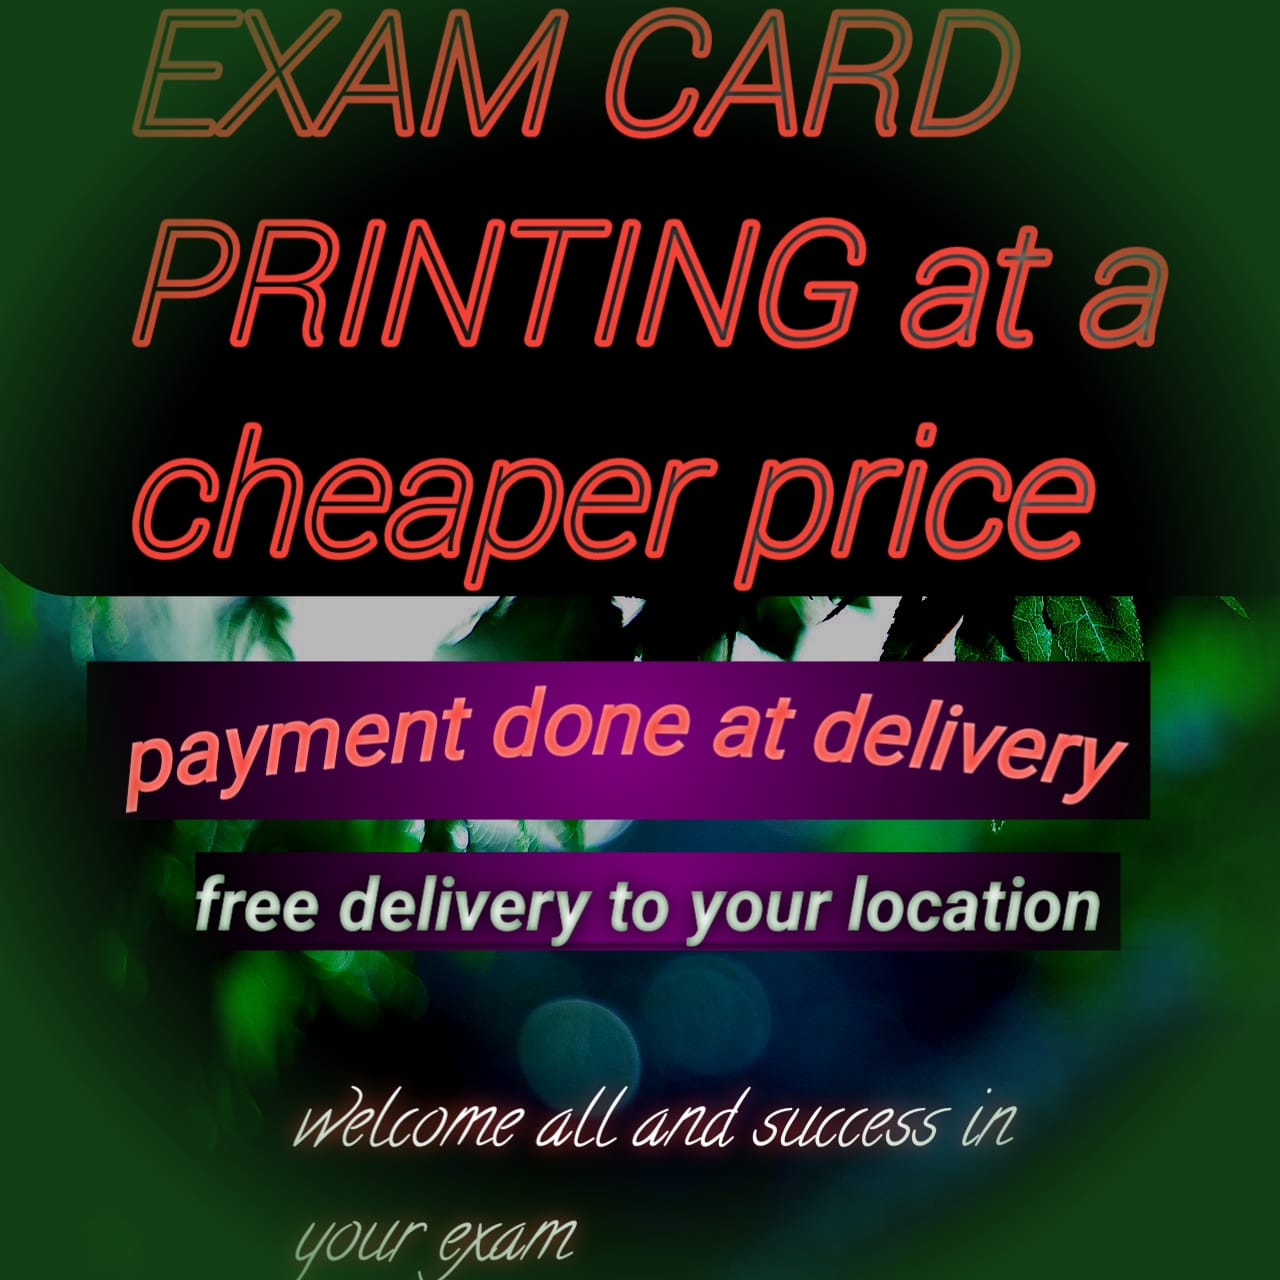 EXAM CARD
PRINTING at a
cheaper price
payment done at delivery
free delivery to your location
Welcome all and success in
your exam